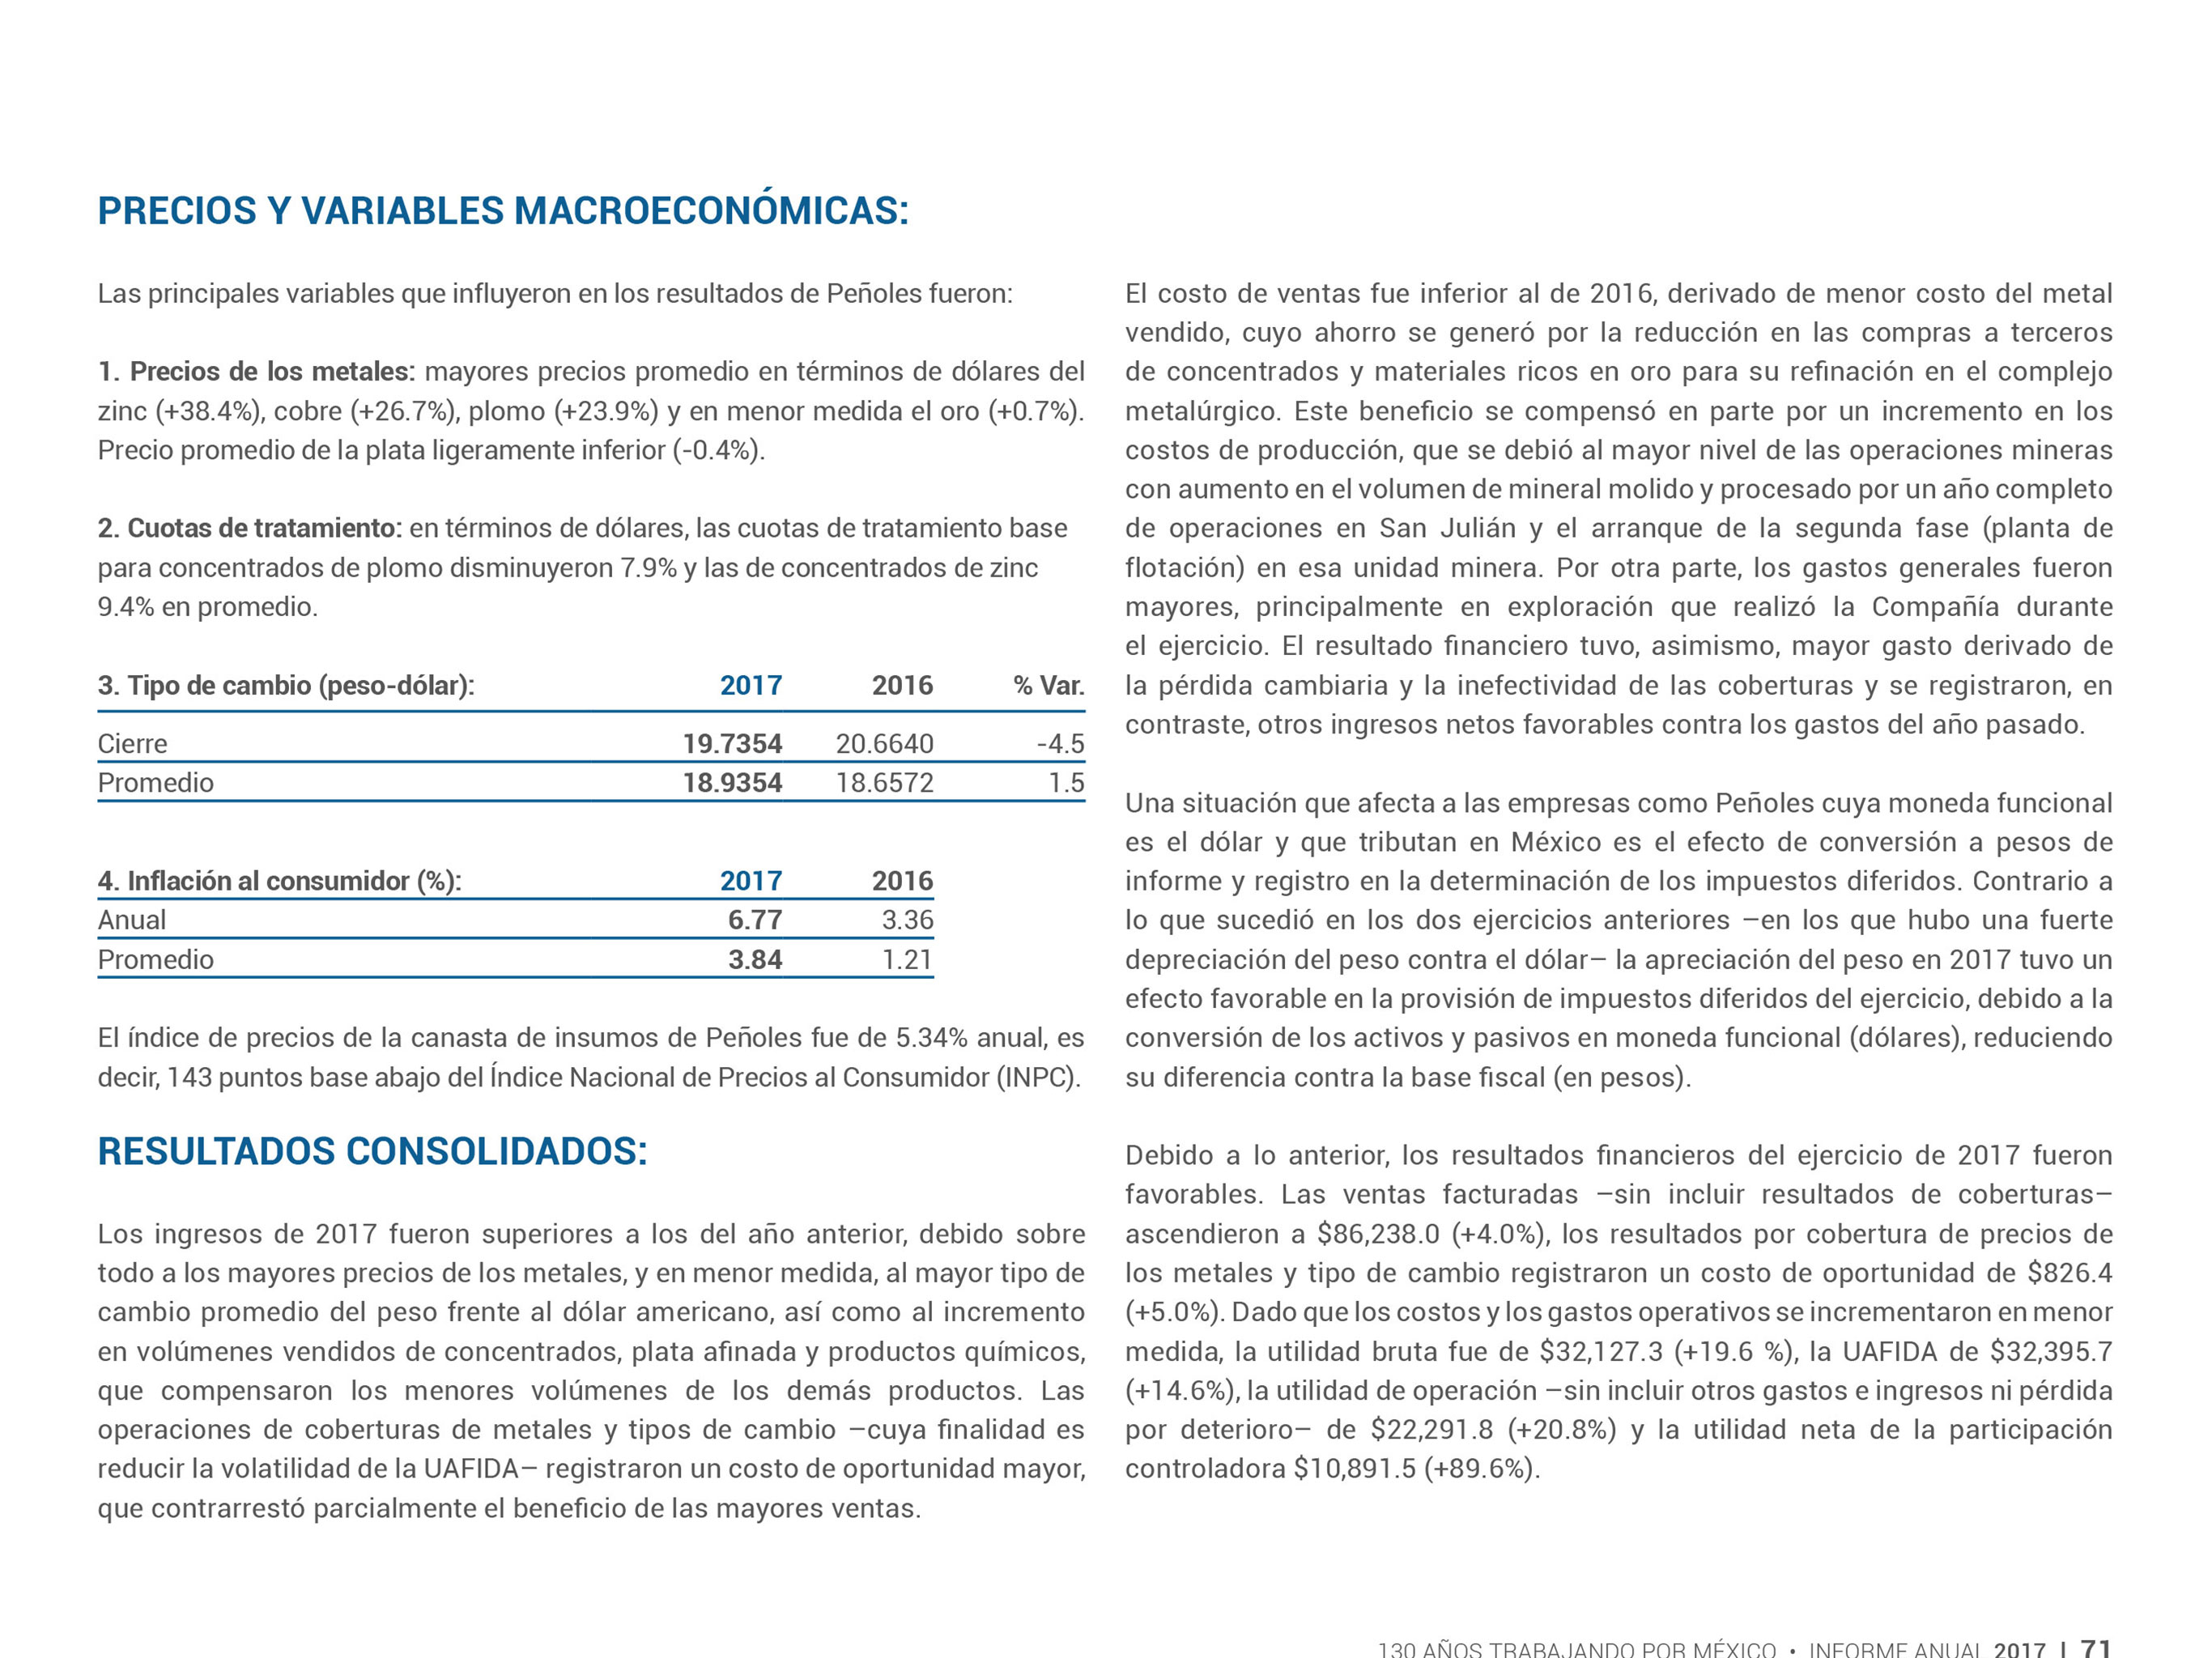 PRECIOS Y VARIABLES MACROECONÓMICAS:
Las principales variables que influyeron en los resultados de Peñoles fueron:
1. Precios de los metales: mayores precios promedio en términos de dólares del
zinc (+38.4%), cobre (+26.7%), plomo (+23.9%) y en menor medida el oro (+0.7%).
Precio promedio de la plata ligeramente inferior (-0.4%).
2. Cuotas de tratamiento: en términos de dólares, las cuotas de tratamiento base
para concentrados de plomo disminuyeron 7.9% y las de concentrados de zinc
9.4% en promedio.
3. Tipo de cambio (peso-dólar): 2017 2016 % Var.
Cierre 19.7354 20.6640 -4.5
Promedio 18.9354 18.6572 1.5
4. Inflación al consumidor (%): 2017 2016
Anual 6.77 3.36
Promedio 3.84 1.21
El índice de precios de la canasta de insumos de Peñoles fue de 5.34% anual, es
decir, 143 puntos base abajo del Índice Nacional de Precios al Consumidor (INPC).
RESULTADOS CONSOLIDADOS:
Los ingresos de 2017 fueron superiores a los del año anterior, debido sobre
todo a los mayores precios de los metales, y en menor medida, al mayor tipo de
cambio promedio del peso frente al dólar americano, así como al incremento
en volúmenes vendidos de concentrados, plata afinada y productos químicos,
que compensaron los menores volúmenes de los demás productos. Las
operaciones de coberturas de metales y tipos de cambio –cuya finalidad es
reducir la volatilidad de la UAFIDA– registraron un costo de oportunidad mayor,
que contrarrestó parcialmente el beneficio de las mayores ventas.
El costo de ventas fue inferior al de 2016, derivado de menor costo del metal
vendido, cuyo ahorro se generó por la reducción en las compras a terceros
de concentrados y materiales ricos en oro para su refinación en el complejo
metalúrgico. Este beneficio se compensó en parte por un incremento en los
costos de producción, que se debió al mayor nivel de las operaciones mineras
con aumento en el volumen de mineral molido y procesado por un año completo
de operaciones en San Julián y el arranque de la segunda fase (planta de
flotación) en esa unidad minera. Por otra parte, los gastos generales fueron
mayores, principalmente en exploración que realizó la Compañía durante
el ejercicio. El resultado financiero tuvo, asimismo, mayor gasto derivado de
la pérdida cambiaria y la inefectividad de las coberturas y se registraron, en
contraste, otros ingresos netos favorables contra los gastos del año pasado.
Una situación que afecta a las empresas como Peñoles cuya moneda funcional
es el dólar y que tributan en México es el efecto de conversión a pesos de
informe y registro en la determinación de los impuestos diferidos. Contrario a
lo que sucedió en los dos ejercicios anteriores –en los que hubo una fuerte
depreciación del peso contra el dólar– la apreciación del peso en 2017 tuvo un
efecto favorable en la provisión de impuestos diferidos del ejercicio, debido a la
conversión de los activos y pasivos en moneda funcional (dólares), reduciendo
su diferencia contra la base fiscal (en pesos).
Debido a lo anterior, los resultados financieros del ejercicio de 2017 fueron
favorables. Las ventas facturadas –sin incluir resultados de coberturas–
ascendieron a $86,238.0 (+4.0%), los resultados por cobertura de precios de
los metales y tipo de cambio registraron un costo de oportunidad de $826.4
(+5.0%). Dado que los costos y los gastos operativos se incrementaron en menor
medida, la utilidad bruta fue de $32,127.3 (+19.6 %), la UAFIDA de $32,395.7
(+14.6%), la utilidad de operación –sin incluir otros gastos e ingresos ni pérdida
por deterioro– de $22,291.8 (+20.8%) y la utilidad neta de la participación
controladora $10,891.5 (+89.6%).
130 AÑOS TRABAJANDO POR MÉXICO • INFORME ANUAL 2017 | 71